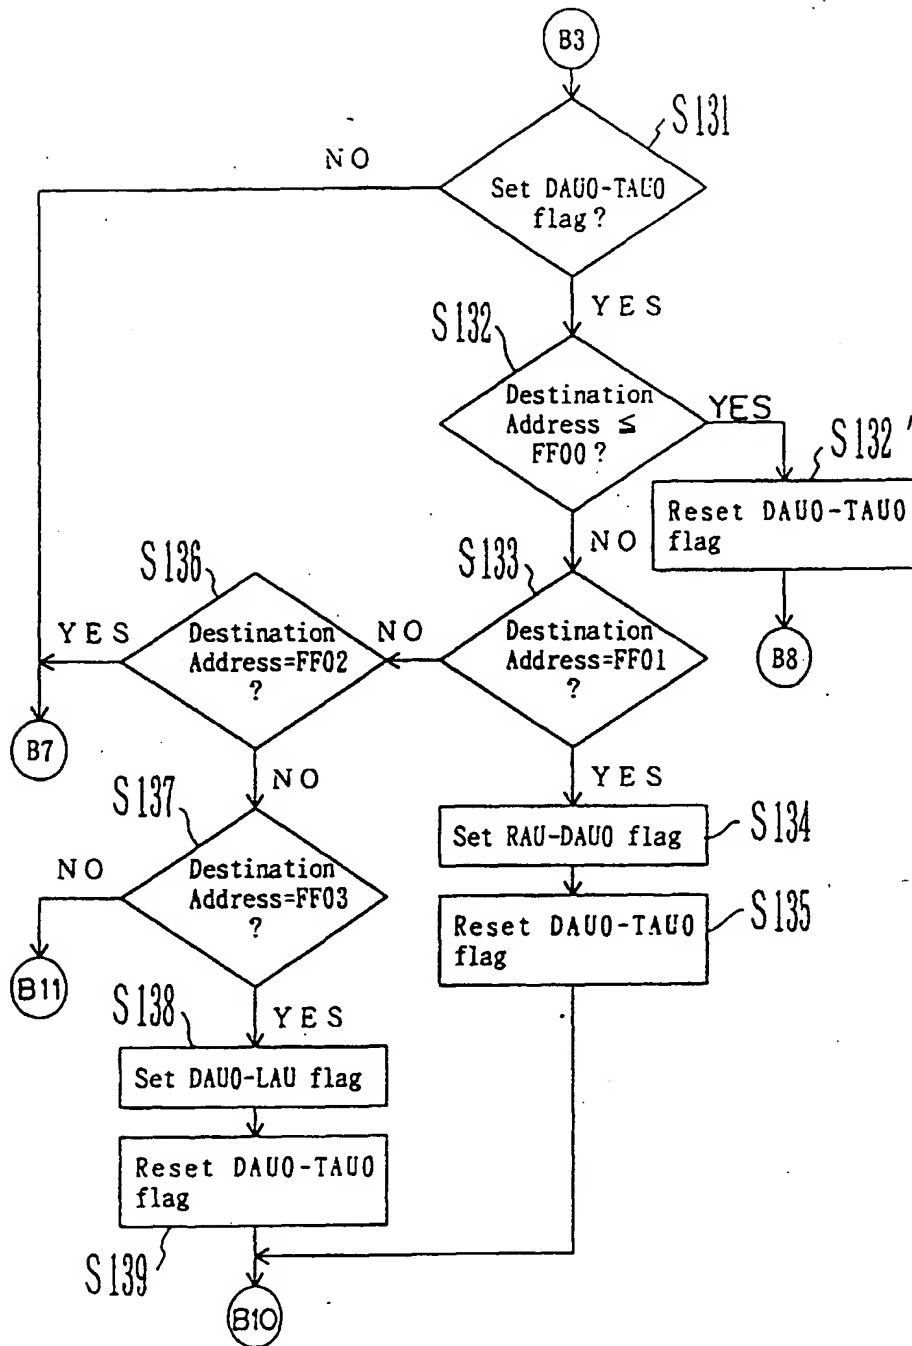 B3
S131
NO
Set DAU0-TAU0
flag?
YES
S132
Destination
Address ≦
FF00?
YES
S132'
Reset DAU0-TAU0
flag
B8
NO
S133
Destination
Address=FF01
?
NO
S136
Destination
Address=FF02
?
YES
B7
NO
S137
Destination
Address=FF03
?
NO
B11
YES
S134
Set RAU-DAU0 flag
S135
Reset DAU0-TAU0
flag
YES
S138
Set DAU0-LAU flag
Reset DAU0-TAU0
flag
S139
B10